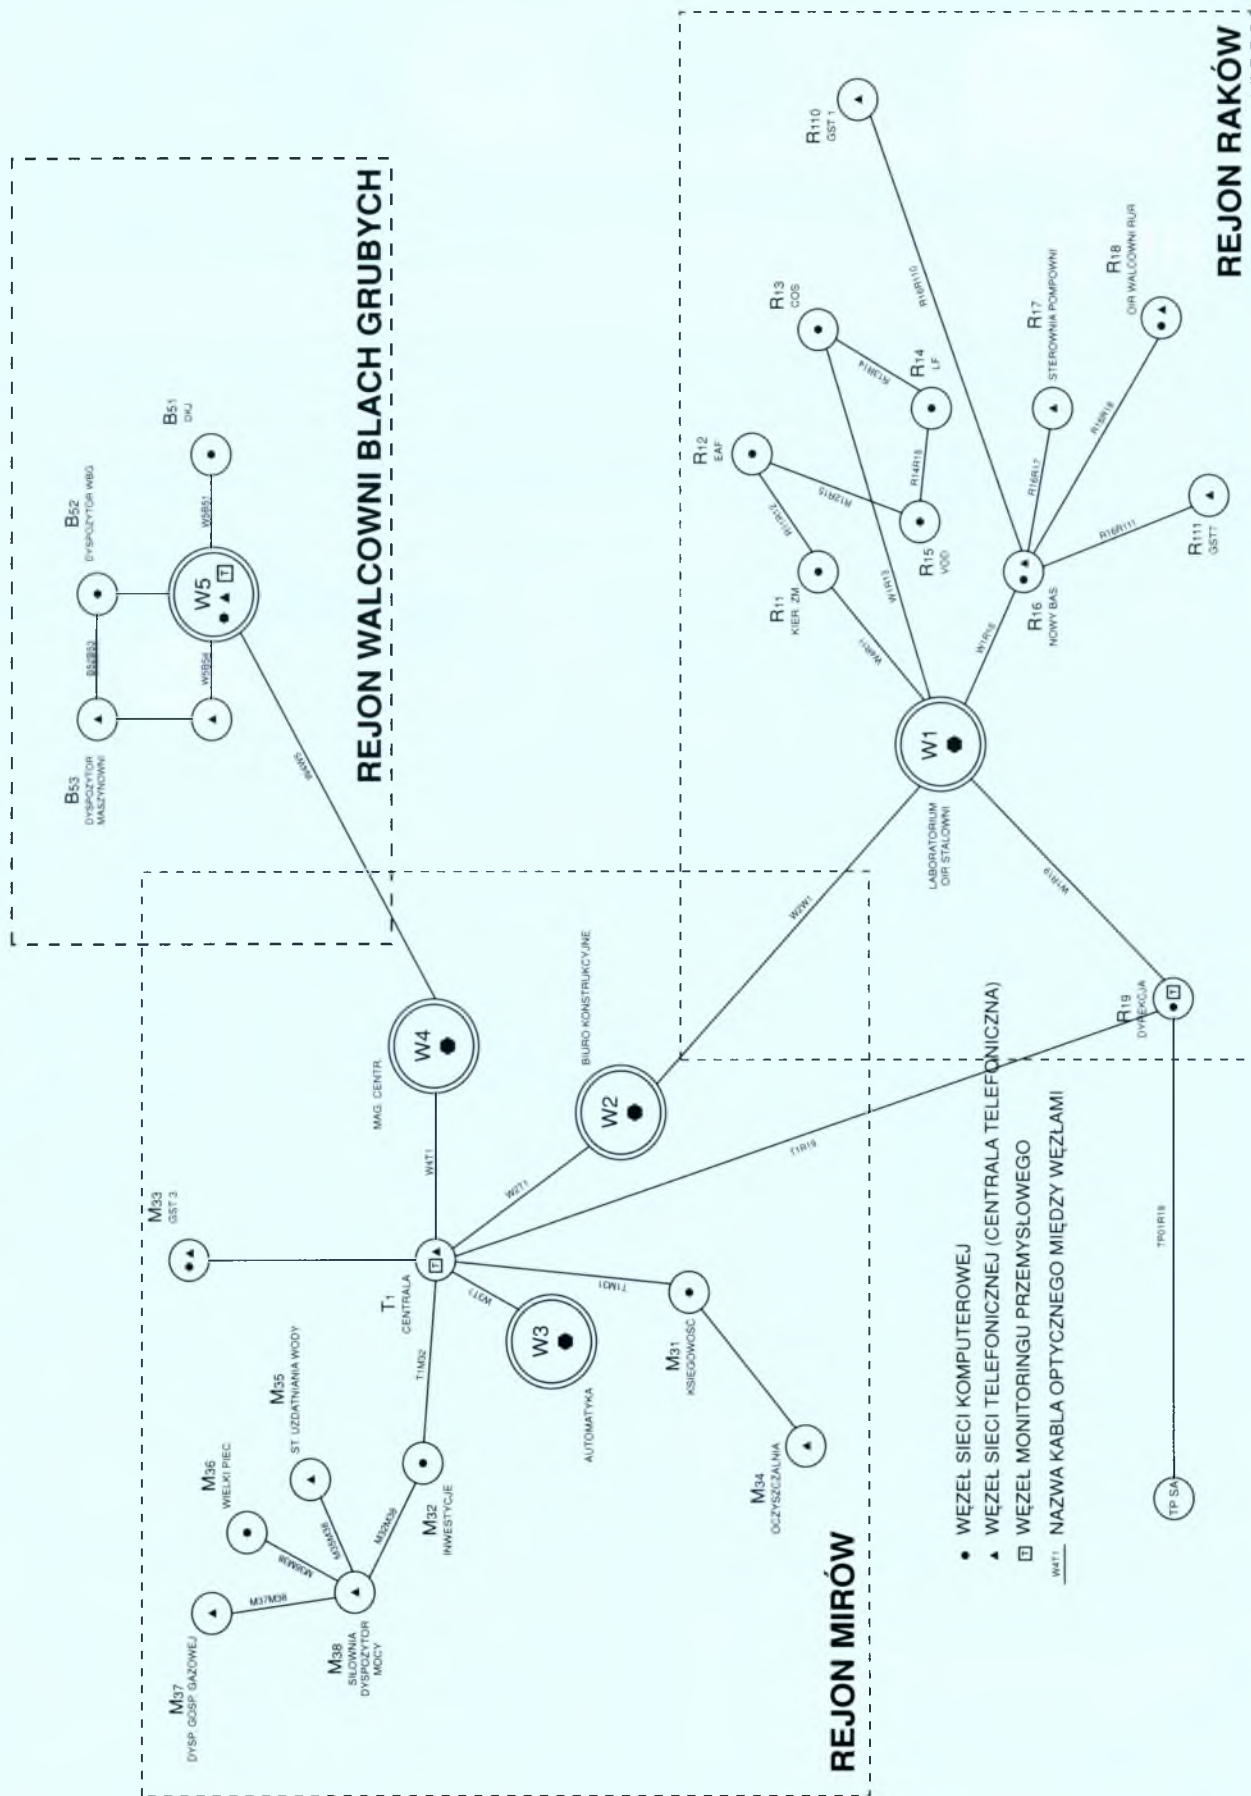 REJON WALCOWNI BLACH GRUBYCH
B53
DYSPOZYTOR
MASZYNOWNI
B52
DYSPOZYTOR WBG
B51
DKJ
W5
T
B52B53
W5B54
W5B51
W4W5
REJON MIRÓW
M37
DYSP. GOSP. GAZOWEJ
M36
WIELKI PIEC
M35
ST. UZDATNIANIA WODY
M33
GST 3
M38
SIŁOWNIA
DYSPOZYTOR
MOCY
M37M38
M36M38
M35M38
M32M38
M32
INWESTYCJE
T1M32
T1
CENTRALA
T
W4T1
MAG. CENTR.
W4
W3T1
W3
AUTOMATYKA
W2T1
BIURO KONSTRUKCYJNE
W2
T1M31
M31
KSIĘGOWOŚĆ
M34
OCZYSZCZALNIA
T1R19
W2W1
REJON RAKÓW
R12
EAF
R13
COS
R110
GST 1
R11
KIER. ZM
R11R12
R12R15
R13R14
R14
LF
R14R15
R15
VOD
W1R13
R16R110
W1
LABORATORIUM
OIR STALOWNI
W1R16
R16
NOWY BAS
R16R17
R17
STEROWNIA POMPOWNI
R16R18
R18
OIR WALCOWNI RUR
R16R111
R111
GST7
W1R19
R19
DYREKCJA
T
TP SA
● WĘZEŁ SIECI KOMPUTEROWEJ
▲ WĘZEŁ SIECI TELEFONICZNEJ (CENTRALA TELEFONICZNA)
T WĘZEŁ MONITORINGU PRZEMYSŁOWEGO
W4T1 NAZWA KABLA OPTYCZNEGO MIĘDZY WĘZŁAMI